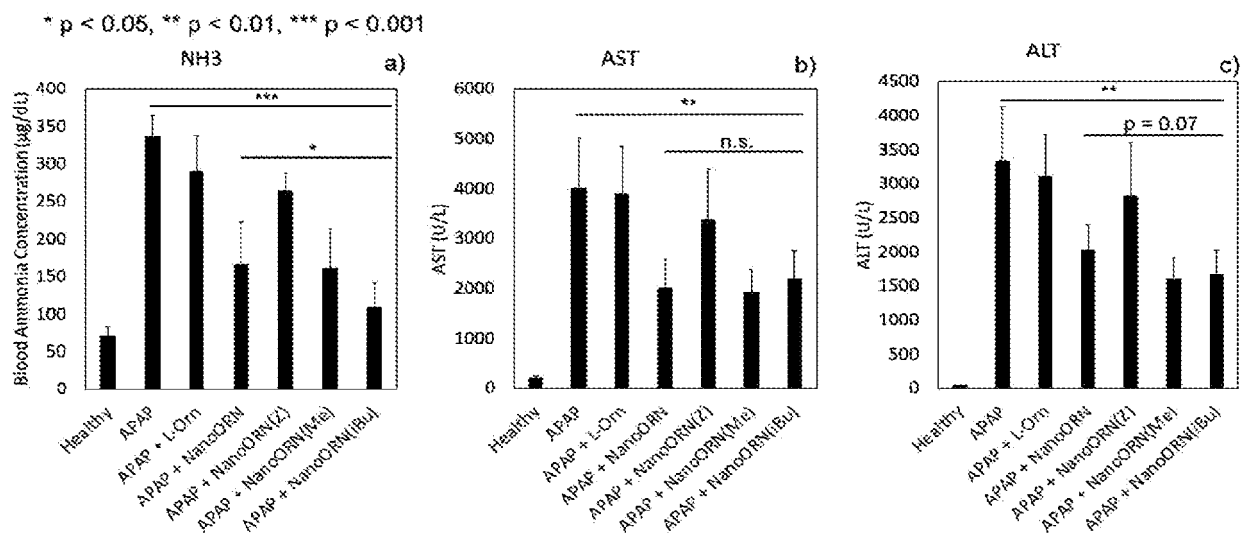 * p < 0.05, ** p < 0.01, *** p < 0.001
NH3
a)
Blood Ammonia Concentration (µg/dL)
400
350
300
250
200
150
100
50
0
***
*
Healthy
APAP
APAP + L-Orn
APAP + NanoORN
APAP + NanoORN(Z)
APAP + NanoORN(Me)
APAP + NanoORN(iBu)
AST
b)
AST (U/L)
6000
5000
4000
3000
2000
1000
0
**
n.s.
Healthy
APAP
APAP + L-Orn
APAP + NanoORN
APAP + NanoORN(Z)
APAP + NanoORN(Me)
APAP + NanoORN(iBu)
ALT
c)
ALT (U/L)
4500
4000
3500
3000
2500
2000
1500
1000
500
0
**
p = 0.07
Healthy
APAP
APAP + L-Orn
APAP + NanoORN
APAP + NanoORN(Z)
APAP + NanoORN(Me)
APAP + NanoORN(iBu)